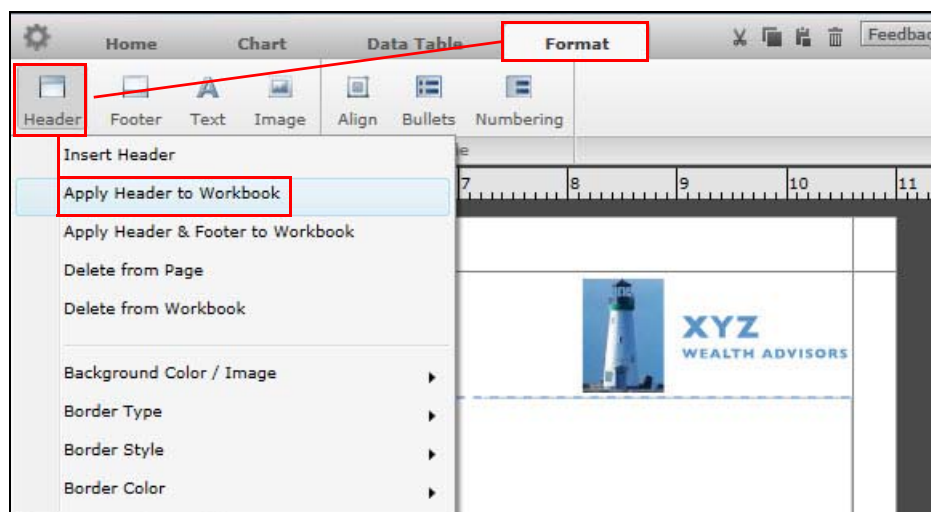 Home Chart Data Table Format Feedbac
Header Footer Text Image Align Bullets Numbering
Insert Header
Apply Header to Workbook
7 8 9 10 11
Apply Header & Footer to Workbook
Delete from Page
Delete from Workbook
XYZ
WEALTH ADVISORS
Background Color / Image
Border Type
Border Style
Border Color